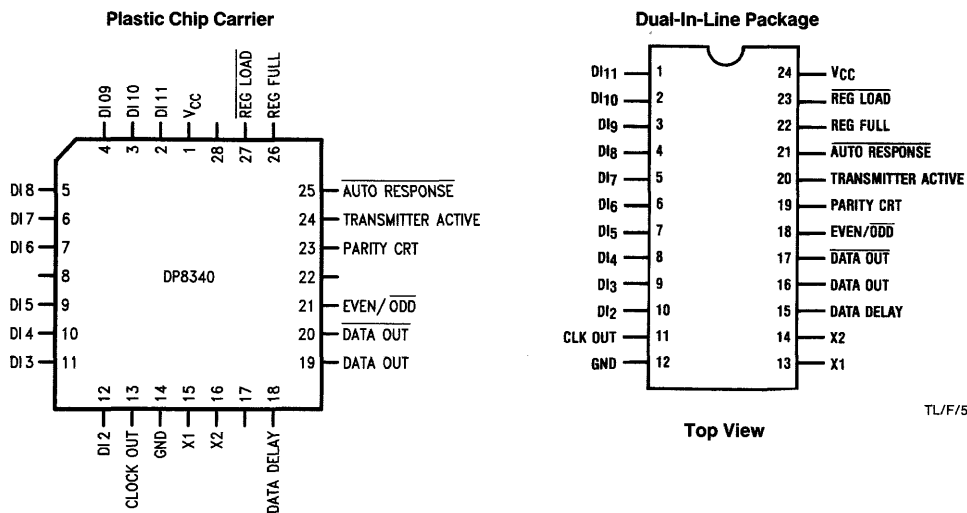 Plastic Chip Carrier
DI09
DI10
DI11
VCC
REG LOAD
REG FULL
4 3 2 1 28 27 26
DI8 5
DI7 6
DI6 7
8
DI5 9
DI4 10
DI3 11
DP8340
25 AUTO RESPONSE
24 TRANSMITTER ACTIVE
23 PARITY CRT
22
21 EVEN/ODD
20 DATA OUT
19 DATA OUT
12 13 14 15 16 17 18
DI2
CLOCK OUT
GND
X1
X2
DATA DELAY
Dual-In-Line Package
DI11 1 24 VCC
DI10 2 23 REG LOAD
DI9 3 22 REG FULL
DI8 4 21 AUTO RESPONSE
DI7 5 20 TRANSMITTER ACTIVE
DI6 6 19 PARITY CRT
DI5 7 18 EVEN/ODD
DI4 8 17 DATA OUT
DI3 9 16 DATA OUT
DI2 10 15 DATA DELAY
CLK OUT 11 14 X2
GND 12 13 X1
TL/F/5
Top View